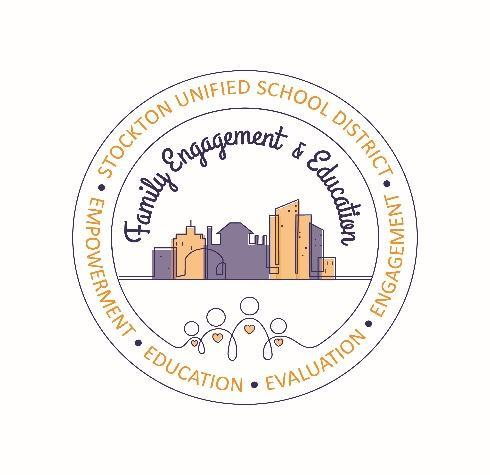 • STOCKTON UNIFIED SCHOOL DISTRICT •
EMPOWERMENT • EDUCATION • EVALUATION • ENGAGEMENT
Family Engagement & Education